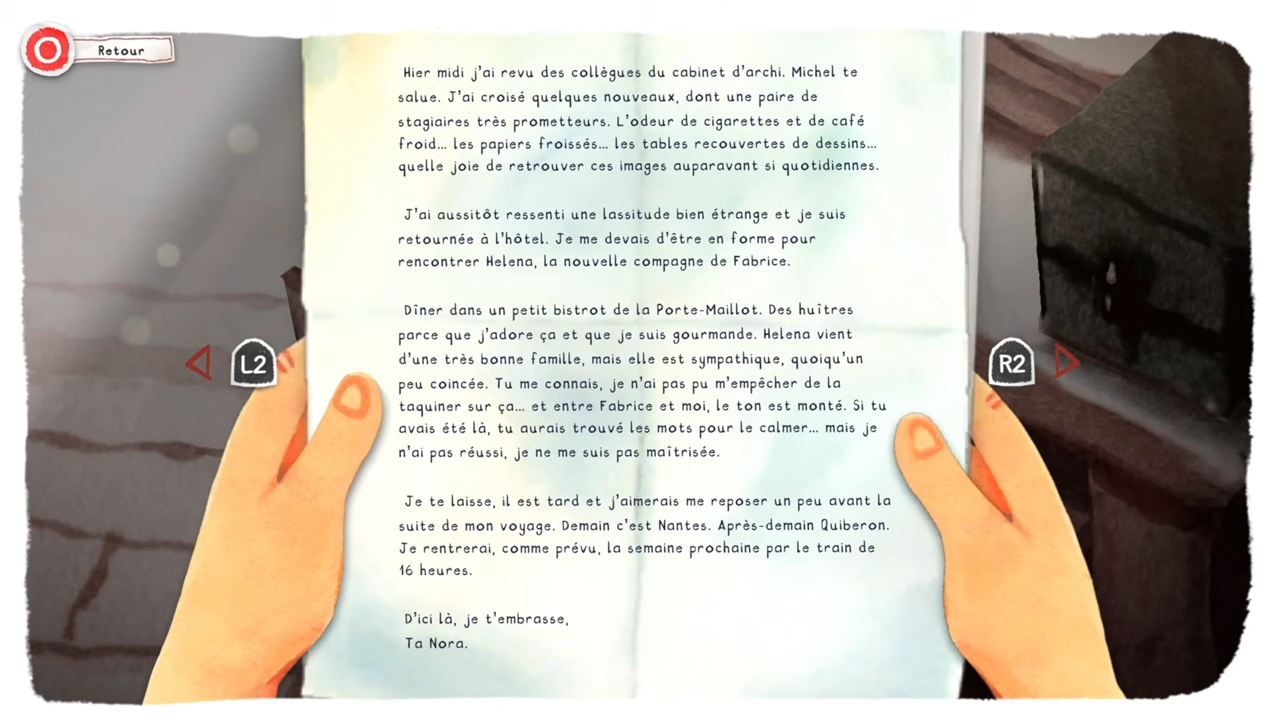 Retour
Hier midi j'ai revu des collègues du cabinet d'archi. Michel te
salue. J'ai croisé quelques nouveaux, dont une paire de
stagiaires très prometteurs. L'odeur de cigarettes et de café
froid... les papiers froissés... les tables recouvertes de dessins...
quelle joie de retrouver ces images auparavant si quotidiennes.
J'ai aussitôt ressenti une lassitude bien étrange et je suis
retournée à l'hôtel. Je me devais d'être en forme pour
rencontrer Helena, la nouvelle compagne de Fabrice.
Dîner dans un petit bistrot de la Porte-Maillot. Des huîtres
parce que j'adore ça et que je suis gourmande. Helena vient
d'une très bonne famille, mais elle est sympathique, quoiqu'un
peu coincée. Tu me connais, je n'ai pas pu m'empêcher de la
taquiner sur ça... et entre Fabrice et moi, le ton est monté. Si tu
avais été là, tu aurais trouvé les mots pour le calmer... mais je
n'ai pas réussi, je ne me suis pas maîtrisée.
Je te laisse, il est tard et j'aimerais me reposer un peu avant la
suite de mon voyage. Demain c'est Nantes. Après-demain Quiberon.
Je rentrerai, comme prévu, la semaine prochaine par le train de
16 heures.
D'ici là, je t'embrasse,
Ta Nora.
L2
R2